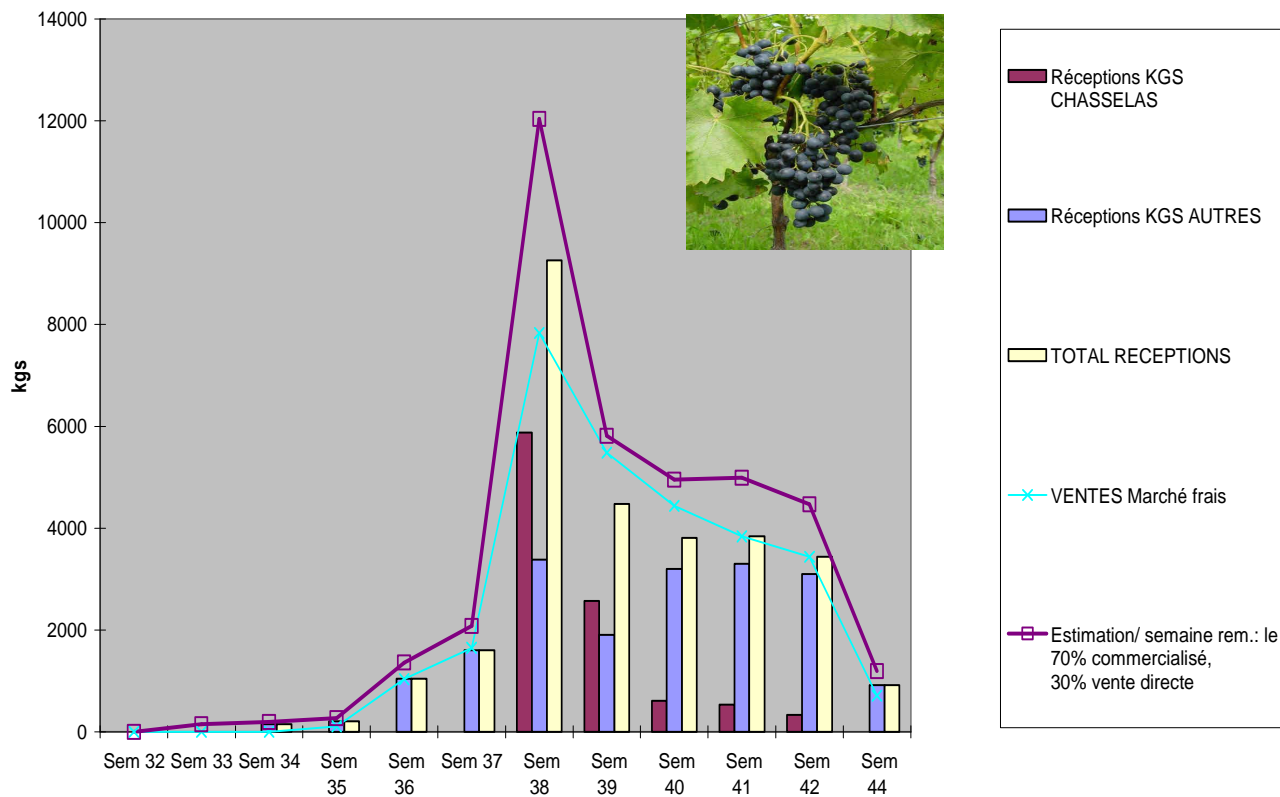 14000
12000
10000
8000
6000
4000
2000
0
kgs
Sem 32 Sem 33 Sem 34 Sem Sem Sem 37 Sem Sem Sem Sem Sem Sem
35 36 38 39 40 41 42 44
Réceptions KGS
CHASSELAS
Réceptions KGS AUTRES
TOTAL RECEPTIONS
VENTES Marché frais
Estimation/ semaine rem.: le
70% commercialisé,
30% vente directe